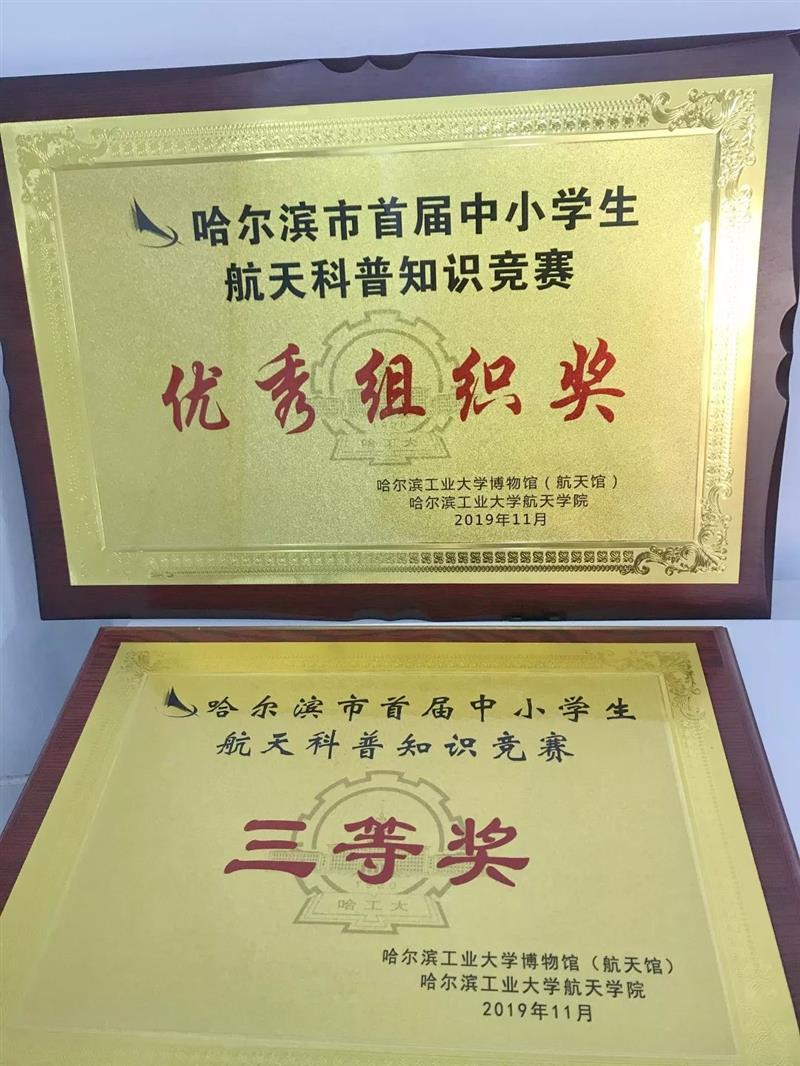 哈尔滨市首届中小学生
航天科普知识竞赛
优秀组织奖
哈工大
哈尔滨工业大学博物馆（航天馆）
哈尔滨工业大学航天学院
2019年11月
哈尔滨市首届中小学生
航天科普知识竞赛
三等奖
1920
哈工大
哈尔滨工业大学博物馆（航天馆）
哈尔滨工业大学航天学院
2019年11月